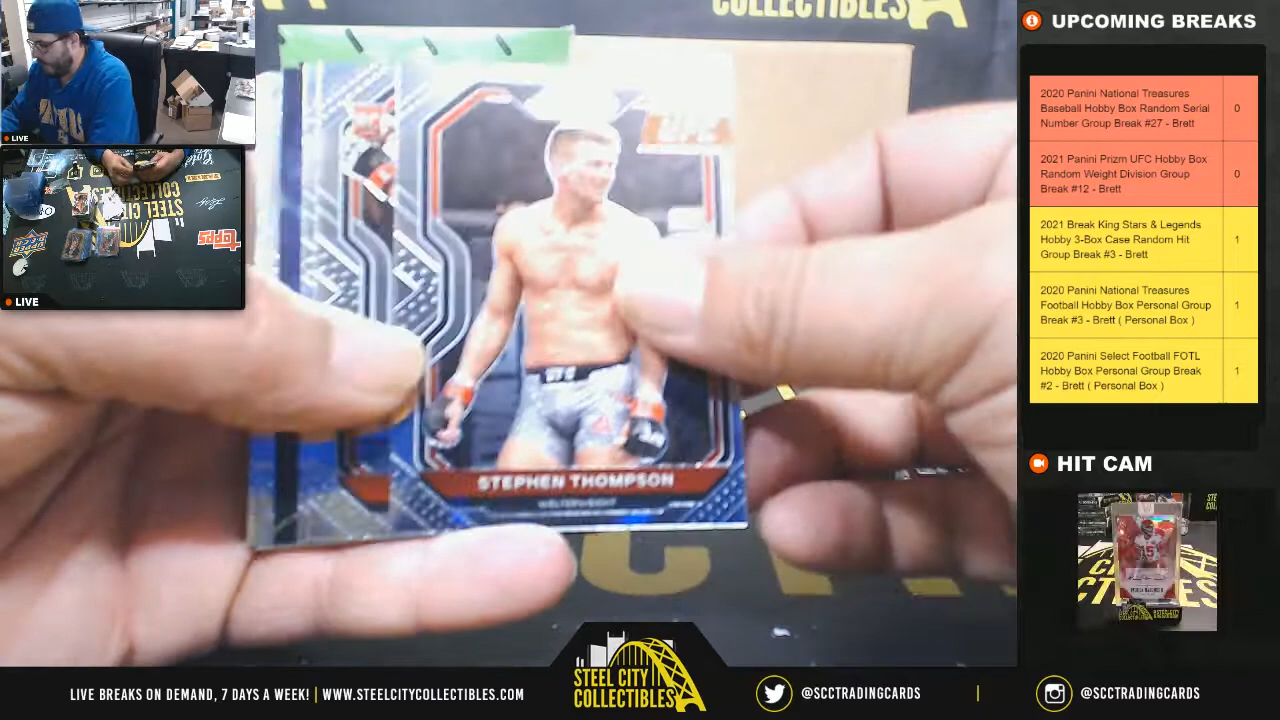 COLLECTIBLES
UPCOMING BREAKS
2020 Panini National Treasures
Baseball Hobby Box Random Serial
Number Group Break #27 - Brett
0
2021 Panini Prizm UFC Hobby Box
Random Weight Division Group
Break #12 - Brett
0
2021 Break King Stars & Legends
Hobby 3-Box Case Random Hit
Group Break #3 - Brett
1
2020 Panini National Treasures
Football Hobby Box Personal Group
Break #3 - Brett ( Personal Box )
1
2020 Panini Select Football FOTL
Hobby Box Personal Group Break
#2 - Brett ( Personal Box )
1
LIVE
LIVE
topps
UFC
STEPHEN THOMPSON
WELTERWEIGHT
HIT CAM
LIVE BREAKS ON DEMAND, 7 DAYS A WEEK! | WWW.STEELCITYCOLLECTIBLES.COM
STEEL CITY
COLLECTIBLES
@SCCTRADINGCARDS
@SCCTRADINGCARDS